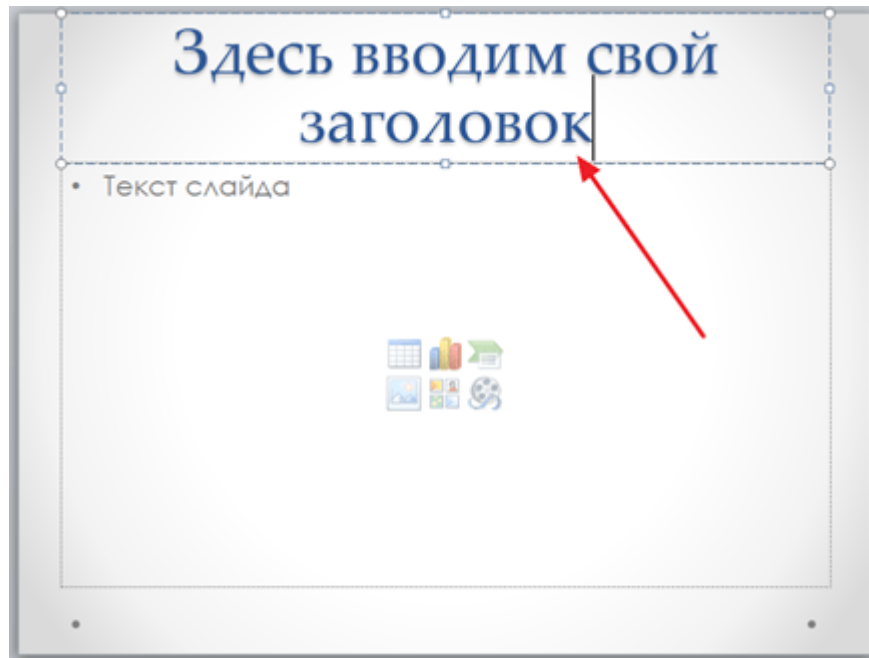 Здесь вводим свой
заголовок
• Текст слайда